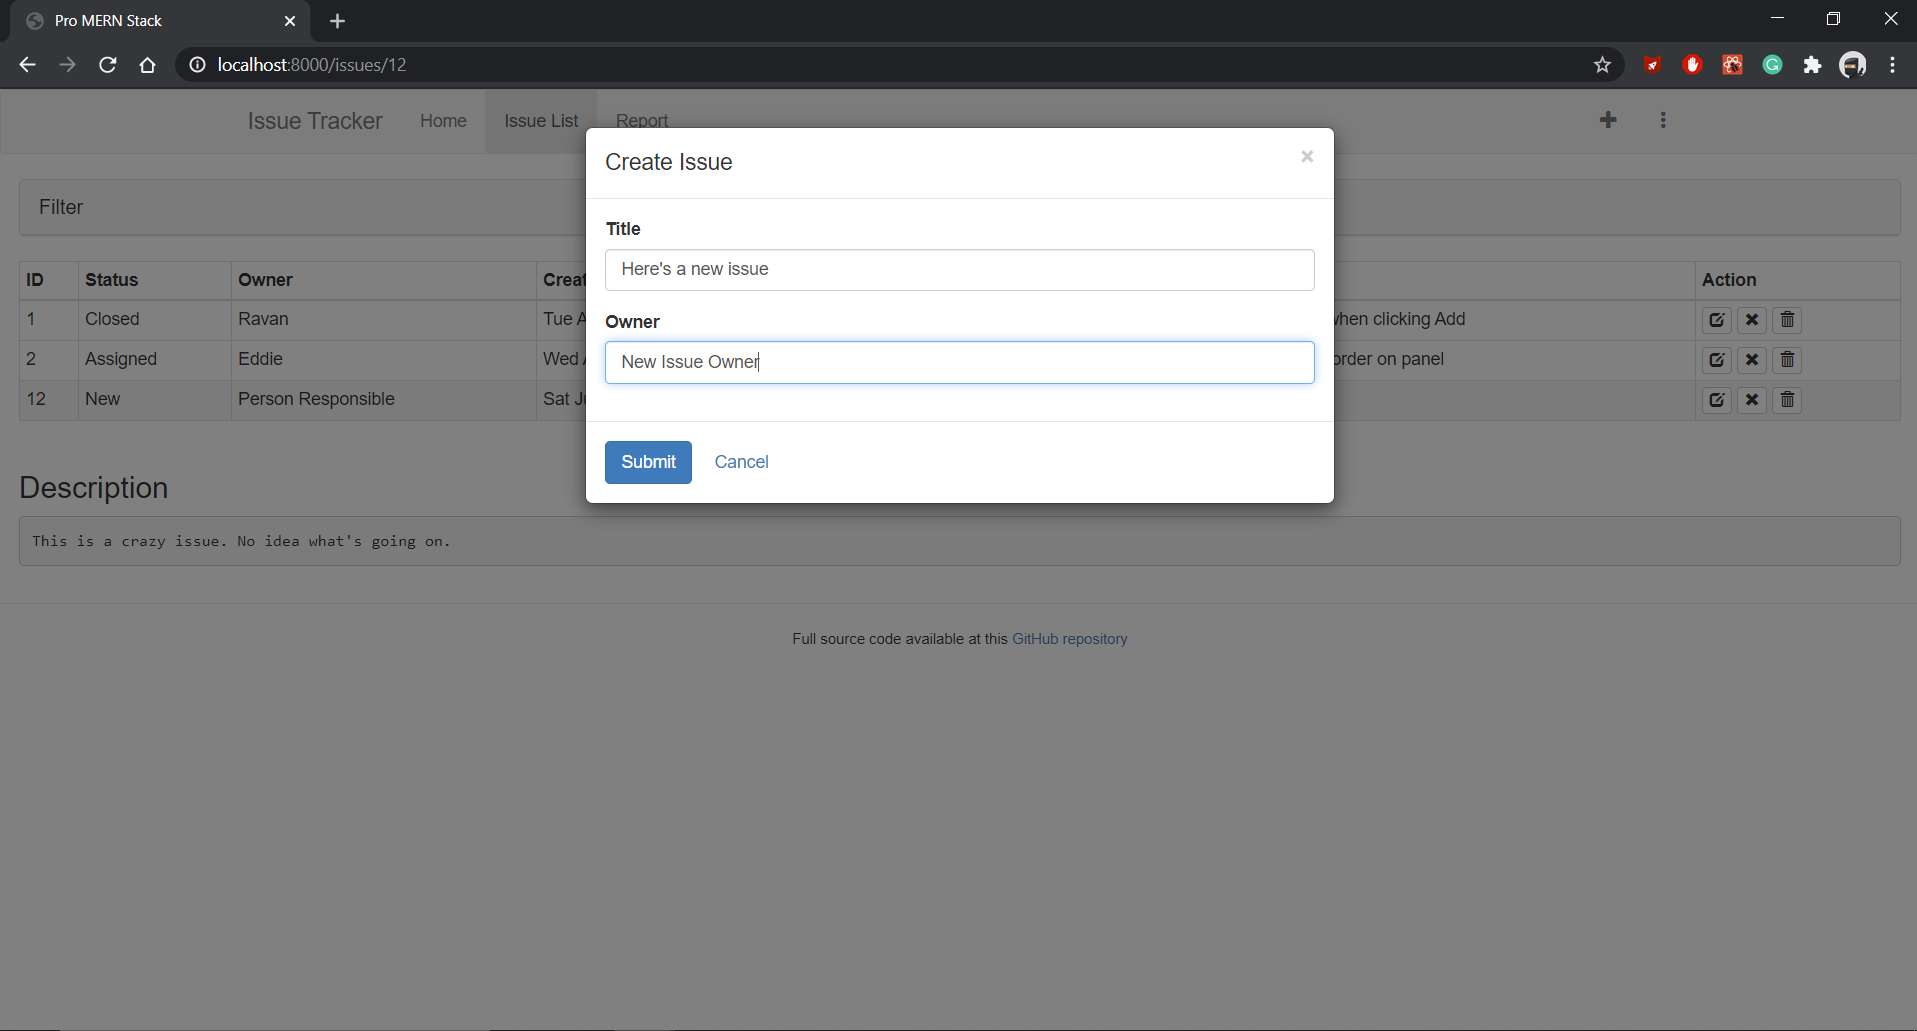 Pro MERN Stack
localhost:8000/issues/12
Issue Tracker Home Issue List Report
Create Issue ×
Filter
Title
Here's a new issue
ID Status Owner Action
Owner
1 Closed Ravan Tue when clicking Add
New Issue Owner
2 Assigned Eddie Wed on panel
12 New Person Responsible Sat
Submit Cancel
Description
This is a crazy issue. No idea what's going on.
Full source code available at this GitHub repository